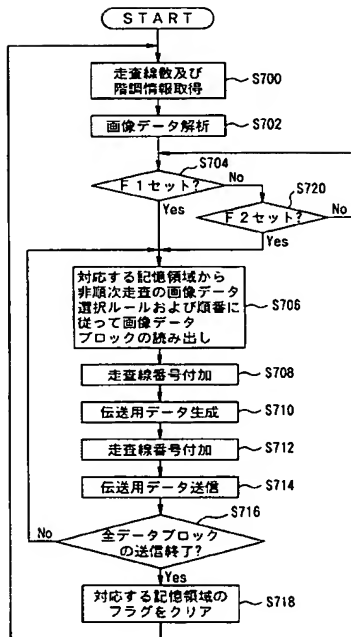 START
走査線数及び
階調情報取得
S700
画像データ解析
S702
S704
F1セット?
No
S720
Yes
F2セット?
No
Yes
対応する記憶領域から
非順次走査の画像データ
選択ルールおよび順番に
従って画像データ
ブロックの読み出し
S706
走査線番号付加
S708
伝送用データ生成
S710
走査線番号付加
S712
伝送用データ送信
S714
S716
No
全データブロック
の送信終了?
Yes
対応する記憶領域の
フラグをクリア
S718